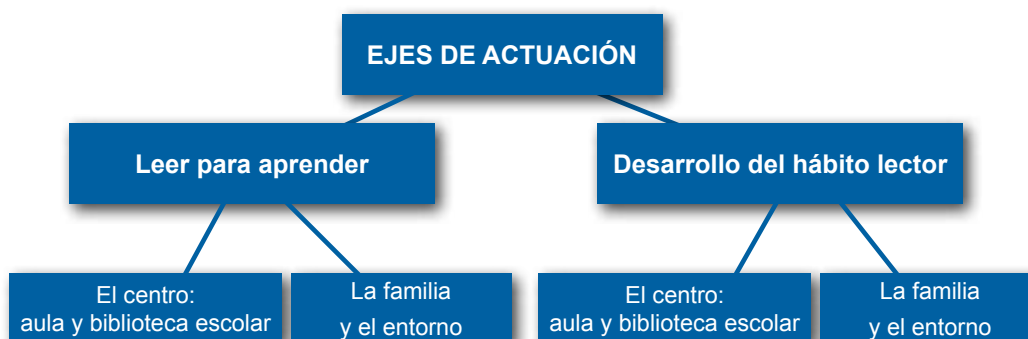 EJES DE ACTUACIÓN
Leer para aprender
Desarrollo del hábito lector
El centro:
aula y biblioteca escolar
La familia
y el entorno
El centro:
aula y biblioteca escolar
La familia
y el entorno